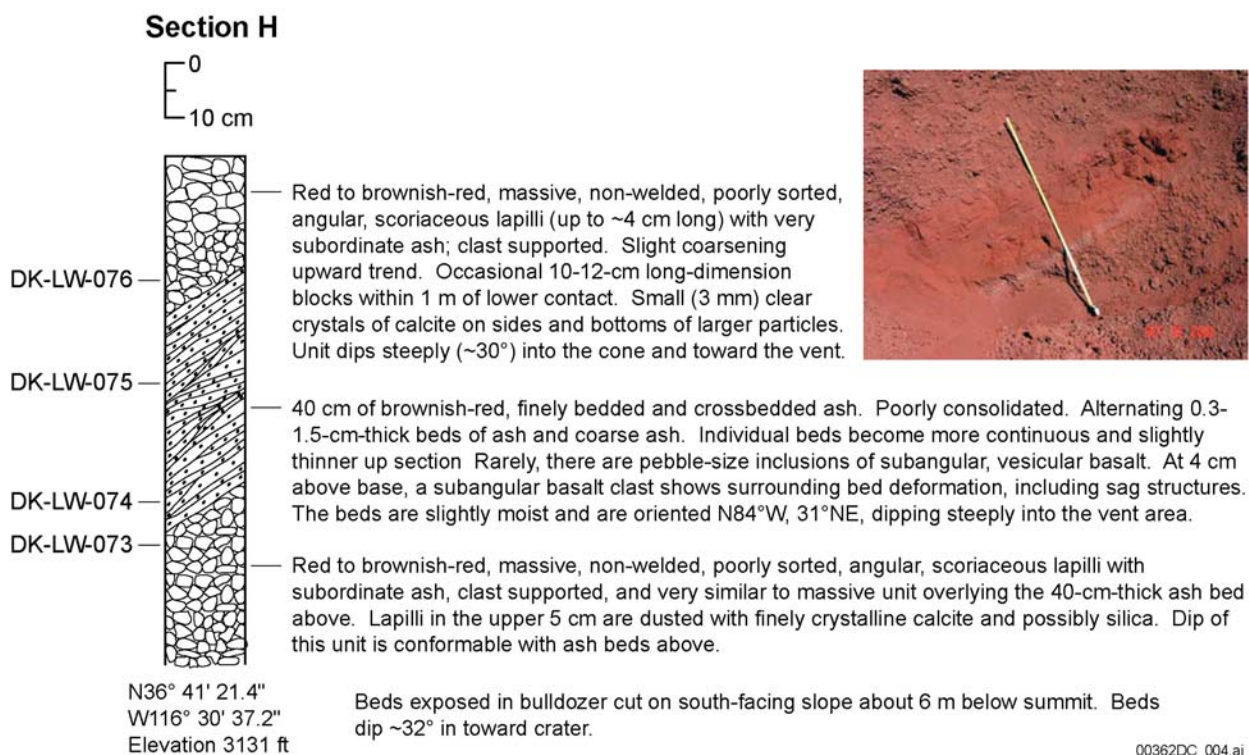 Section H
0
10 cm
Red to brownish-red, massive, non-welded, poorly sorted,
angular, scoriaceous lapilli (up to ~4 cm long) with very
subordinate ash; clast supported. Slight coarsening
upward trend. Occasional 10-12-cm long-dimension
blocks within 1 m of lower contact. Small (3 mm) clear
crystals of calcite on sides and bottoms of larger particles.
Unit dips steeply (~30°) into the cone and toward the vent.
DK-LW-076
DK-LW-075
40 cm of brownish-red, finely bedded and crossbedded ash. Poorly consolidated. Alternating 0.3-
1.5-cm-thick beds of ash and coarse ash. Individual beds become more continuous and slightly
thinner up section Rarely, there are pebble-size inclusions of subangular, vesicular basalt. At 4 cm
above base, a subangular basalt clast shows surrounding bed deformation, including sag structures.
The beds are slightly moist and are oriented N84°W, 31°NE, dipping steeply into the vent area.
DK-LW-074
DK-LW-073
Red to brownish-red, massive, non-welded, poorly sorted, angular, scoriaceous lapilli with
subordinate ash, clast supported, and very similar to massive unit overlying the 40-cm-thick ash bed
above. Lapilli in the upper 5 cm are dusted with finely crystalline calcite and possibly silica. Dip of
this unit is conformable with ash beds above.
N36° 41' 21.4"
W116° 30' 37.2"
Elevation 3131 ft
Beds exposed in bulldozer cut on south-facing slope about 6 m below summit. Beds
dip ~32° in toward crater.
00362DC_004.ai